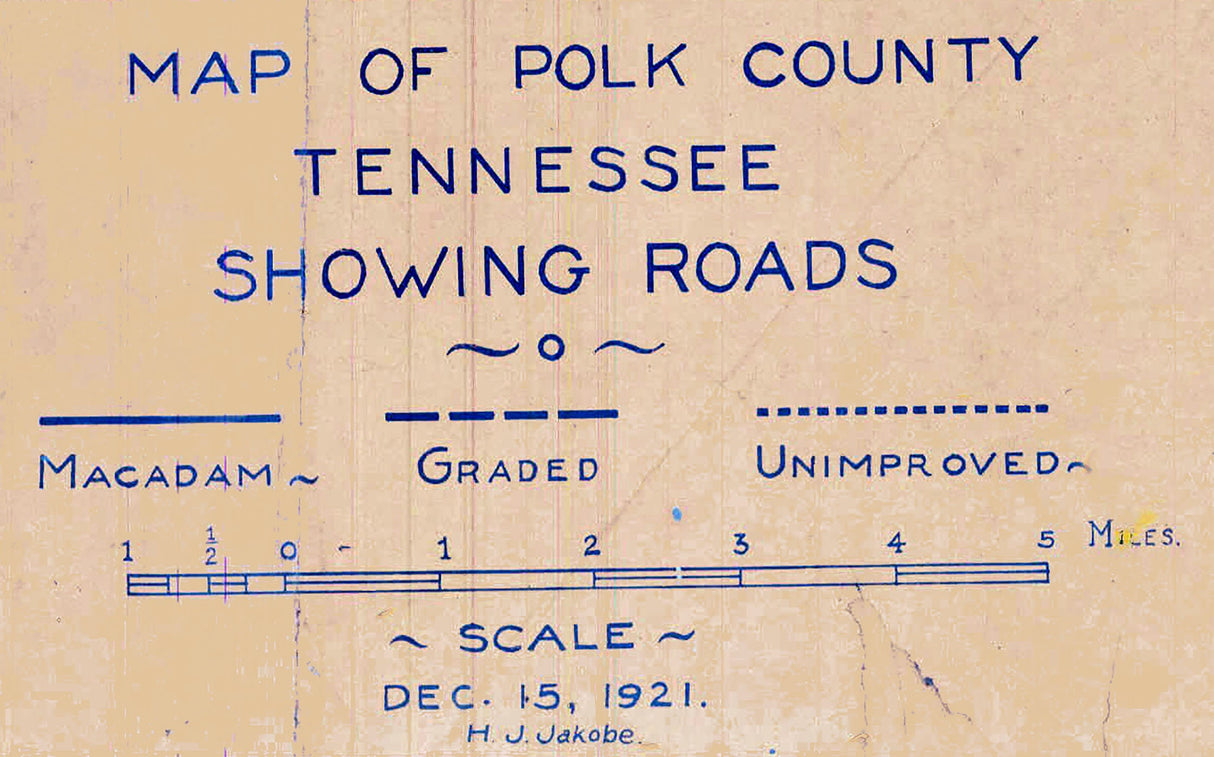 MAP OF POLK COUNTY
TENNESSEE
SHOWING ROADS
~ o ~
MACADAM ~ GRADED UNIMPROVED ~
1 1/2 0 1 2 3 4 5 MILES.
~ SCALE ~
DEC. 15, 1921.
H. J. Jakobe.